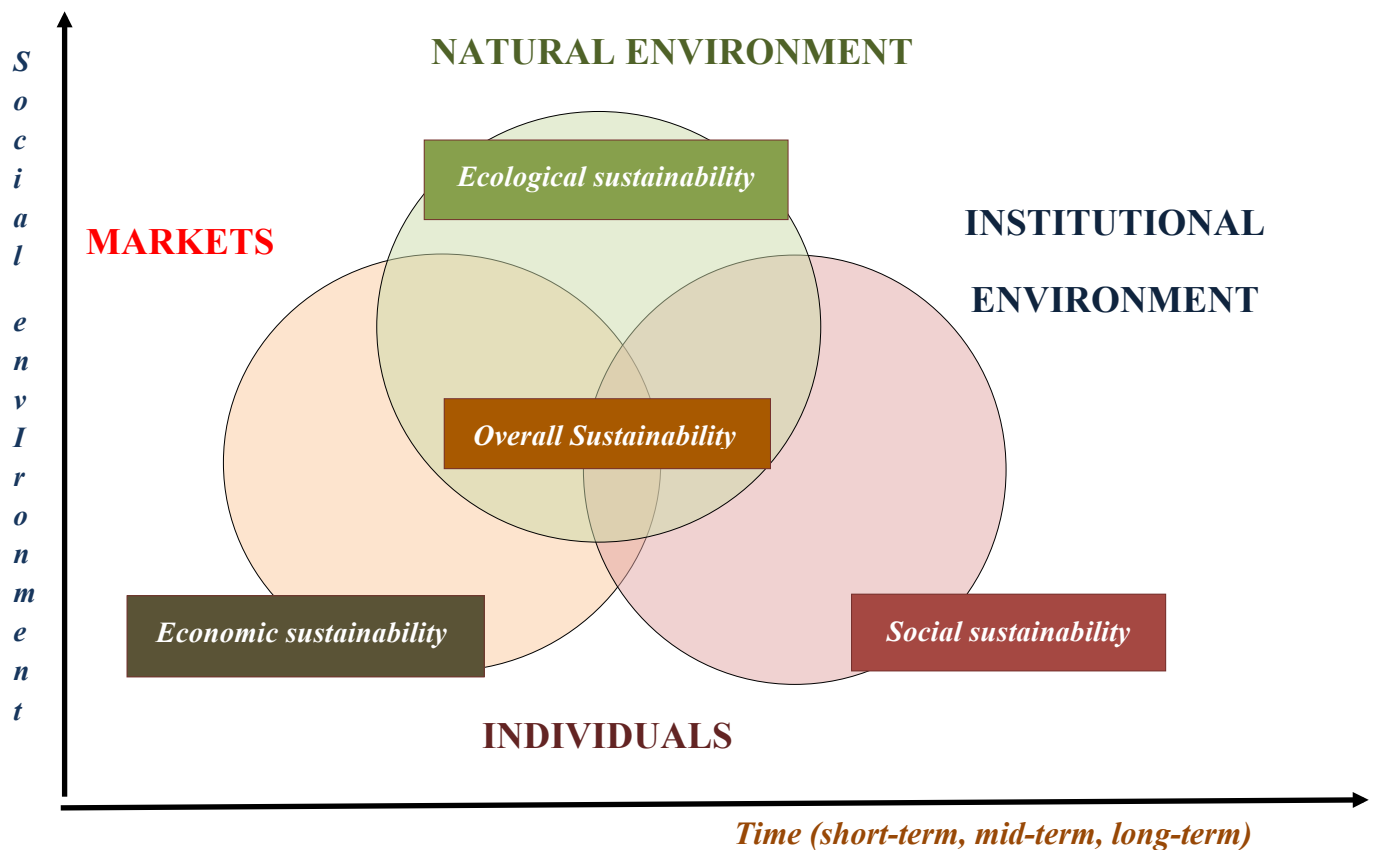 Social envIronment
NATURAL ENVIRONMENT
Ecological sustainability
MARKETS
INSTITUTIONAL
ENVIRONMENT
Overall Sustainability
Economic sustainability
Social sustainability
INDIVIDUALS
Time (short-term, mid-term, long-term)